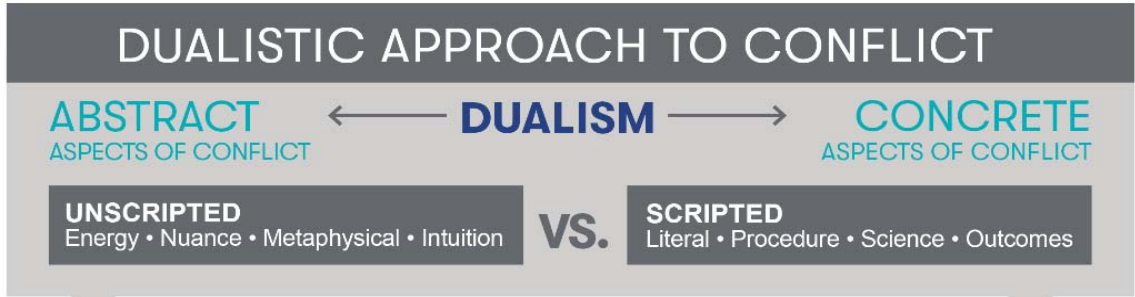 DUALISTIC APPROACH TO CONFLICT
ABSTRACT
ASPECTS OF CONFLICT
DUALISM
CONCRETE
ASPECTS OF CONFLICT
UNSCRIPTED
Energy • Nuance • Metaphysical • Intuition
VS.
SCRIPTED
Literal • Procedure • Science • Outcomes